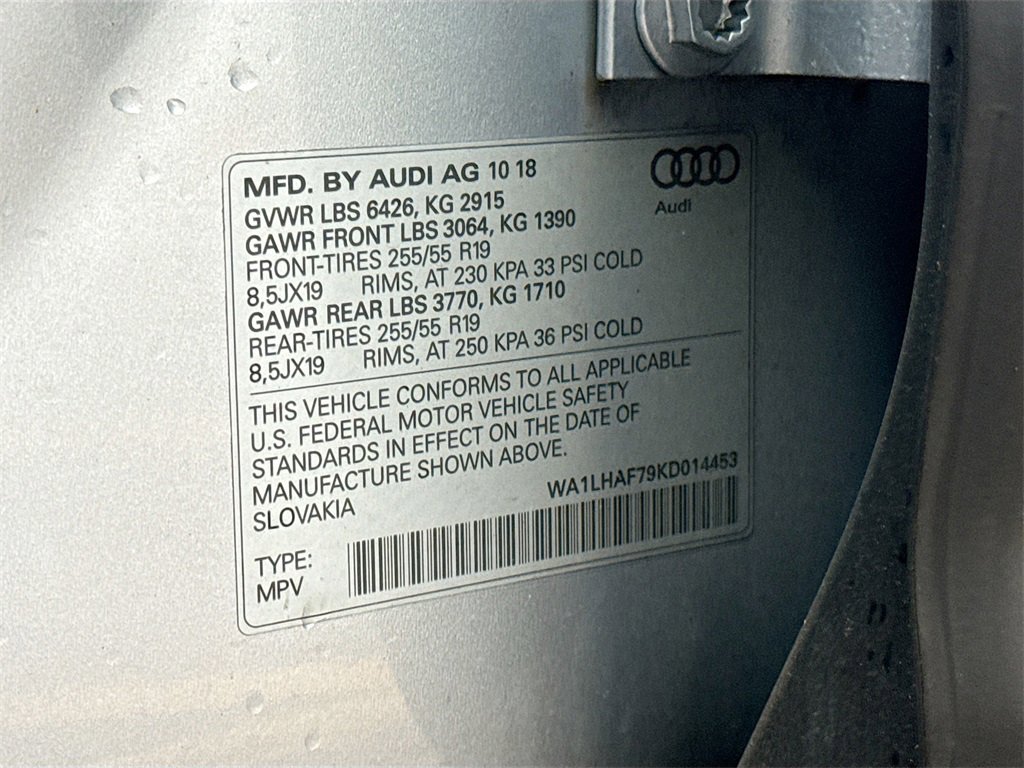 MFD. BY AUDI AG 10 18
Audi
GVWR LBS 6426, KG 2915
GAWR FRONT LBS 3064, KG 1390
FRONT-TIRES 255/55 R19
8,5JX19 RIMS, AT 230 KPA 33 PSI COLD
GAWR REAR LBS 3770, KG 1710
REAR-TIRES 255/55 R19
8,5JX19 RIMS, AT 250 KPA 36 PSI COLD
THIS VEHICLE CONFORMS TO ALL APPLICABLE
U.S. FEDERAL MOTOR VEHICLE SAFETY
STANDARDS IN EFFECT ON THE DATE OF
MANUFACTURE SHOWN ABOVE.
SLOVAKIA
WA1LHAF79KD014453
TYPE:
MPV